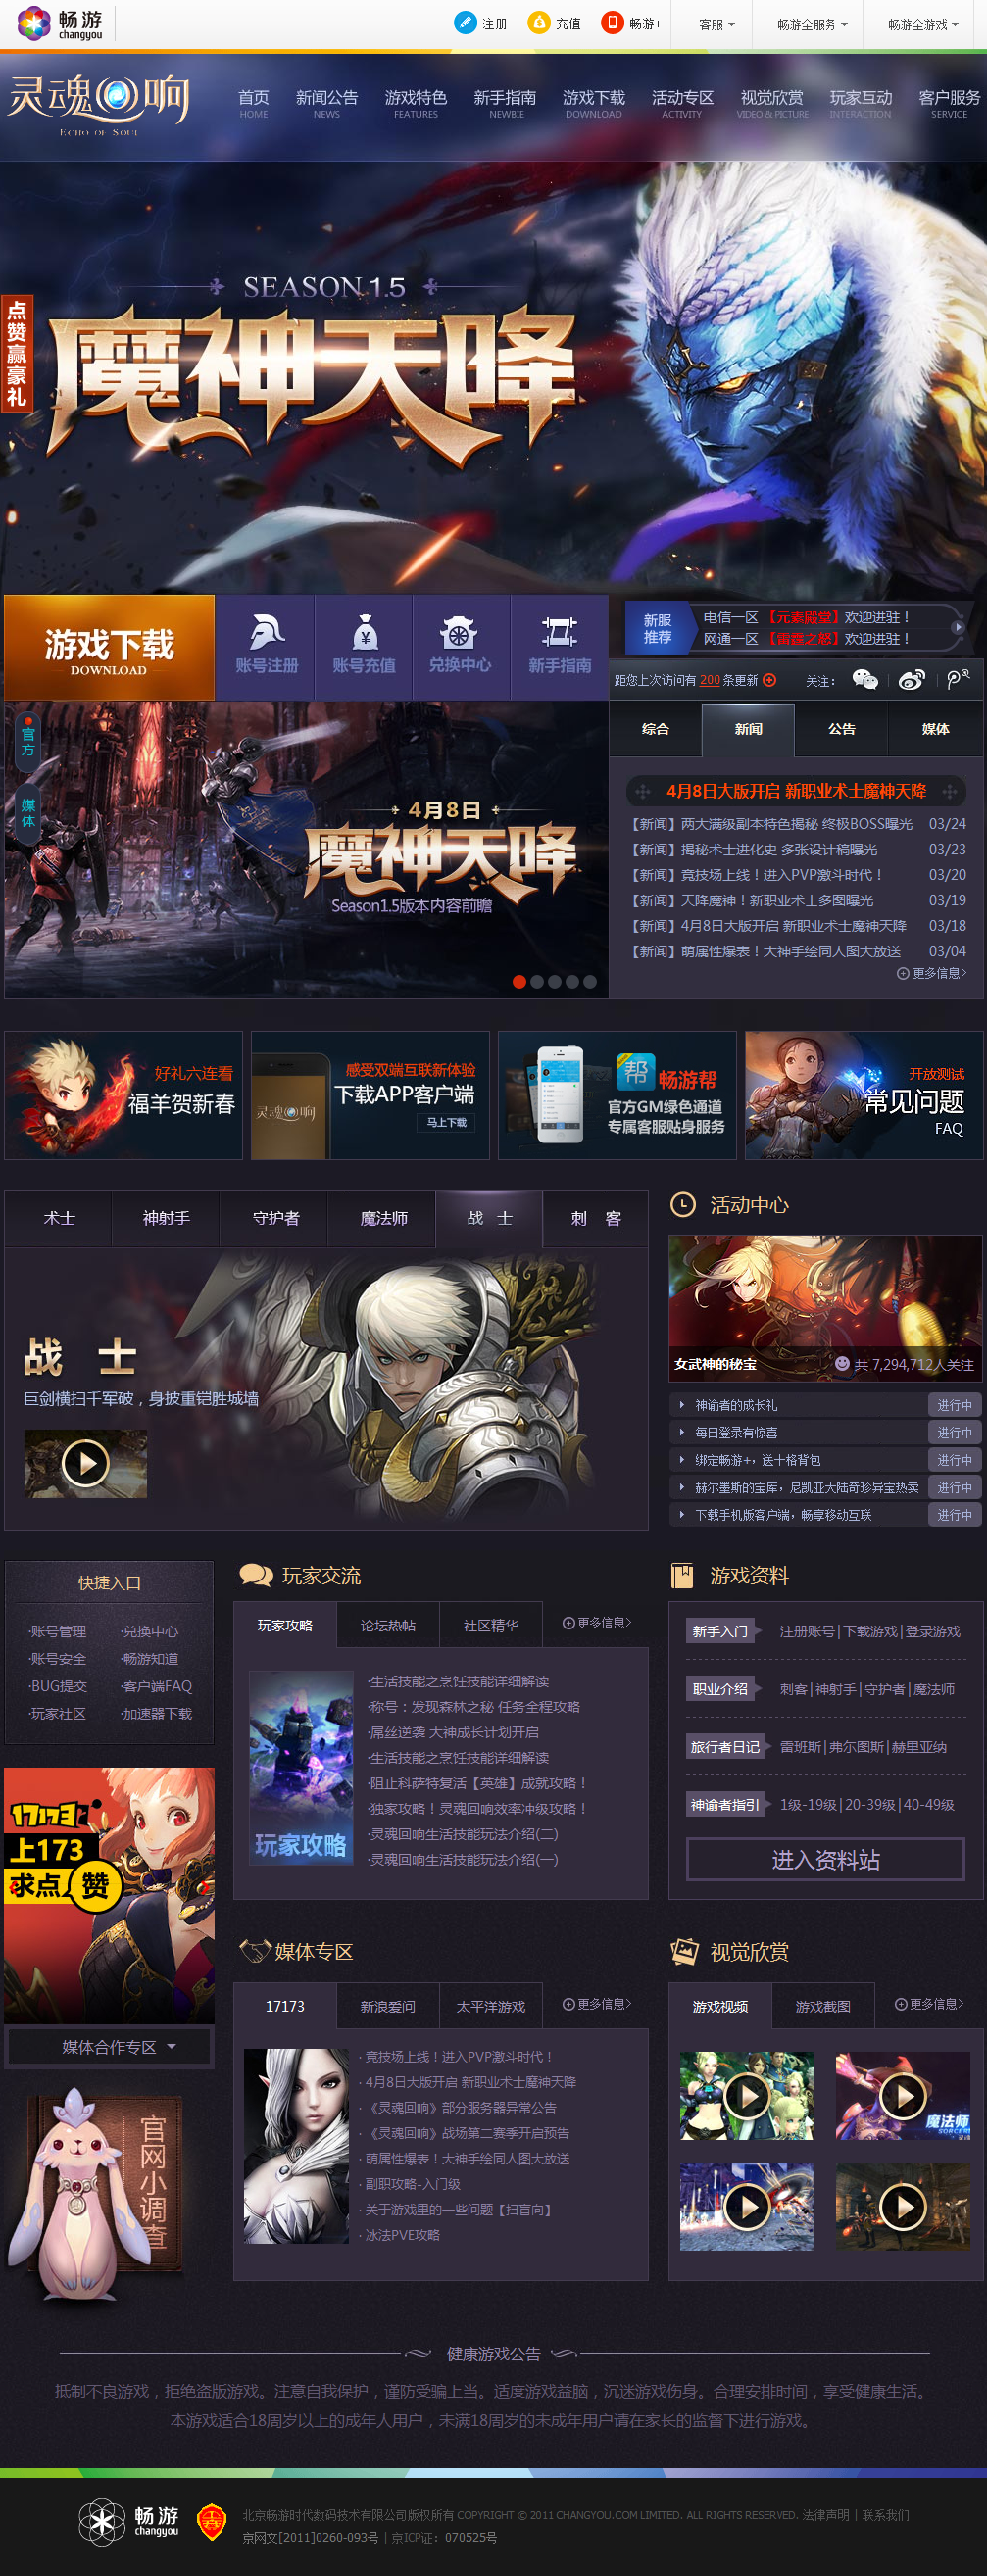 畅游 changyou
注册 充值 畅游+ 客服 畅游全服务 畅游全游戏
灵魂回响
ECHO OF SOUL
首页 新闻公告 游戏特色 新手指南 游戏下载 活动专区 视觉欣赏 玩家互动 客户服务
HOME NEWS FEATURES NEWBIE DOWNLOAD ACTIVITY VIDEO & PICTURE INTERACTION SERVICE
SEASON 1.5
魔神天降
点赞赢豪礼
游戏下载
DOWNLOAD
账号注册 账号充值 兑换中心 新手指南
新服推荐
电信一区 【元素殿堂】欢迎进驻！
网通一区 【雷霆之怒】欢迎进驻！
距您上次访问有 200 条更新 关注：
综合 新闻 公告 媒体
官方
媒体
4月8日
魔神天降
Season1.5版本内容前瞻
4月8日大版开启 新职业术士魔神天降
【新闻】两大满级副本特色揭秘 终极BOSS曝光 03/24
【新闻】揭秘术士进化史 多张设计稿曝光 03/23
【新闻】竞技场上线！进入PVP激斗时代！ 03/20
【新闻】天降魔神！新职业术士多图曝光 03/19
【新闻】4月8日大版开启 新职业术士魔神天降 03/18
【新闻】萌属性爆表！大神手绘同人图大放送 03/04
更多信息>
好礼六连看
福羊贺新春
感受双端互联新体验
下载APP客户端
马上下载
灵魂回响
帮 畅游帮
官方GM绿色通道
专属客服贴身服务
开放测试
常见问题
FAQ
术士 神射手 守护者 魔法师 战 士 刺 客
战 士
巨剑横扫千军破，身披重铠胜城墙
活动中心
女武神的秘宝 共 7,294,712人关注
神谕者的成长礼 进行中
每日登录有惊喜 进行中
绑定畅游+，送十格背包 进行中
赫尔墨斯的宝库，尼凯亚大陆奇珍异宝热卖 进行中
下载手机版客户端，畅享移动互联 进行中
快捷入口
·账号管理 ·兑换中心
·账号安全 ·畅游知道
·BUG提交 ·客户端FAQ
·玩家社区 ·加速器下载
玩家交流
玩家攻略 论坛热帖 社区精华 更多信息>
玩家攻略
·生活技能之烹饪技能详细解读
·称号：发现森林之秘 任务全程攻略
·屌丝逆袭 大神成长计划开启
·生活技能之烹饪技能详细解读
·阻止科萨特复活【英雄】成就攻略！
·独家攻略！灵魂回响效率冲级攻略！
·灵魂回响生活技能玩法介绍(二)
·灵魂回响生活技能玩法介绍(一)
游戏资料
新手入门 注册账号|下载游戏|登录游戏
职业介绍 刺客|神射手|守护者|魔法师
旅行者日记 雷班斯|弗尔图斯|赫里亚纳
神谕者指引 1级-19级|20-39级|40-49级
进入资料站
17173
上173
求点 赞
媒体合作专区
官网小调查
媒体专区
17173 新浪爱问 太平洋游戏 更多信息>
· 竞技场上线！进入PVP激斗时代！
· 4月8日大版开启 新职业术士魔神天降
· 《灵魂回响》部分服务器异常公告
· 《灵魂回响》战场第二赛季开启预告
· 萌属性爆表！大神手绘同人图大放送
· 副职攻略-入门级
· 关于游戏里的一些问题【扫盲向】
· 冰法PVE攻略
视觉欣赏
游戏视频 游戏截图 更多信息>
魔法师
健康游戏公告
抵制不良游戏，拒绝盗版游戏。注意自我保护，谨防受骗上当。适度游戏益脑，沉迷游戏伤身。合理安排时间，享受健康生活。
本游戏适合18周岁以上的成年人用户，未满18周岁的未成年用户请在家长的监督下进行游戏。
畅游 changyou
北京畅游时代数码技术有限公司版权所有 COPYRIGHT © 2011 CHANGYOU.COM LIMITED. ALL RIGHTS RESERVED. 法律声明 | 联系我们
京网文[2011]0260-093号 | 京ICP证：070525号